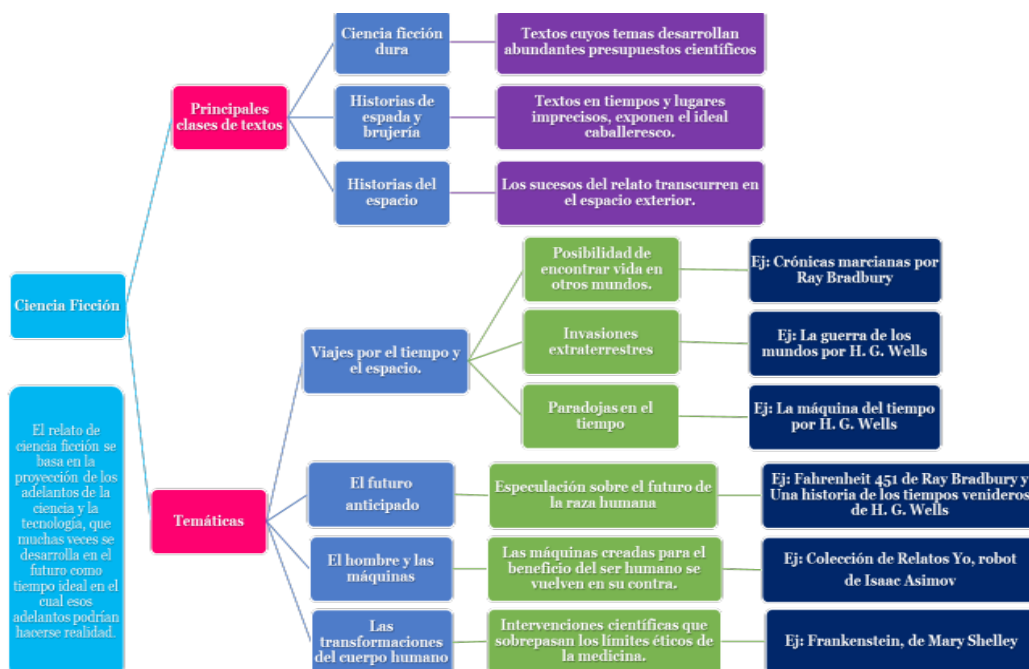 Ciencia Ficción
El relato de
ciencia ficción se
basa en la
proyección de los
adelantos de la
ciencia y la
tecnología, que
muchas veces se
desarrolla en el
futuro como
tiempo ideal en el
cual esos
adelantos podrían
hacerse realidad.
Principales
clases de textos
Ciencia ficción
dura
Textos cuyos temas desarrollan
abundantes presupuestos científicos
Historias de
espada y
brujería
Textos en tiempos y lugares
imprecisos, exponen el ideal
caballeresco.
Historias del
espacio
Los sucesos del relato transcurren en
el espacio exterior.
Temáticas
Viajes por el tiempo y
el espacio.
Posibilidad de
encontrar vida en
otros mundos.
Ej: Crónicas marcianas por
Ray Bradbury
Invasiones
extraterrestres
Ej: La guerra de los
mundos por H. G. Wells
Paradojas en el
tiempo
Ej: La máquina del tiempo
por H. G. Wells
El futuro
anticipado
Especulación sobre el futuro de
la raza humana
Ej: Fahrenheit 451 de Ray Bradbury y
Una historia de los tiempos venideros
de H. G. Wells
El hombre y las
máquinas
Las máquinas creadas para el
beneficio del ser humano se
vuelven en su contra.
Ej: Colección de Relatos Yo, robot
de Isaac Asimov
Las
transformaciones
del cuerpo humano
Intervenciones científicas que
sobrepasan los límites éticos de
la medicina.
Ej: Frankenstein, de Mary Shelley